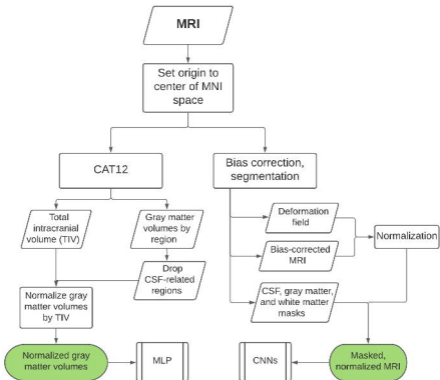 MRI
Set origin to
center of MNI
space
CAT12
Bias correction,
segmentation
Total
intracranial
volume (TIV)
Gray matter
volumes by
region
Deformation
field
Normalization
Bias-corrected
MRI
Drop
CSF-related
regions
Normalize gray
matter volumes
by TIV
CSF, gray matter,
and white matter
masks
Normalized gray
matter volumes
MLP
CNNs
Masked,
normalized MRI